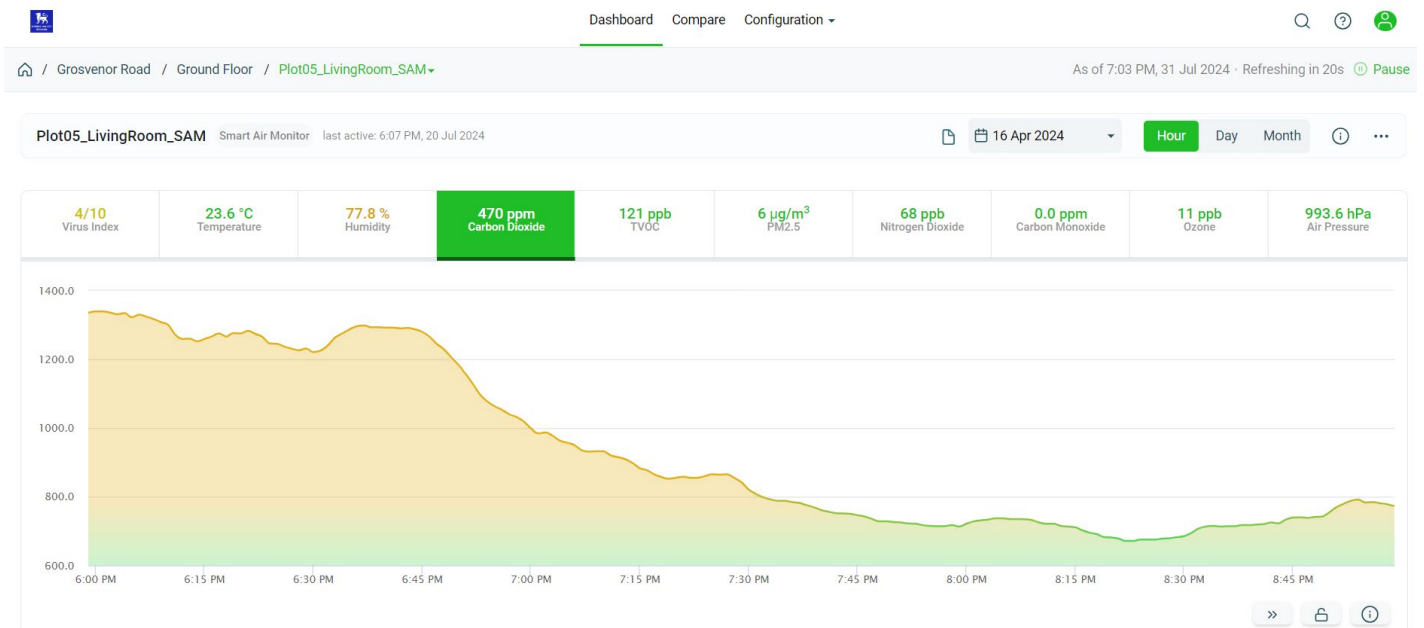 Dashboard Compare Configuration
/ Grosvenor Road / Ground Floor / Plot05_LivingRoom_SAM
As of 7:03 PM, 31 Jul 2024 · Refreshing in 20s Pause
Plot05_LivingRoom_SAM Smart Air Monitor last active: 6:07 PM, 20 Jul 2024
16 Apr 2024 Hour Day Month
4/10 23.6 °C 77.8 % 470 ppm 121 ppb 6 µg/m³ 68 ppb 0.0 ppm 11 ppb 993.6 hPa
Virus Index Temperature Humidity Carbon Dioxide TVOC PM2.5 Nitrogen Dioxide Carbon Monoxide Ozone Air Pressure
1400.0
1200.0
1000.0
800.0
600.0
6:00 PM 6:15 PM 6:30 PM 6:45 PM 7:00 PM 7:15 PM 7:30 PM 7:45 PM 8:00 PM 8:15 PM 8:30 PM 8:45 PM